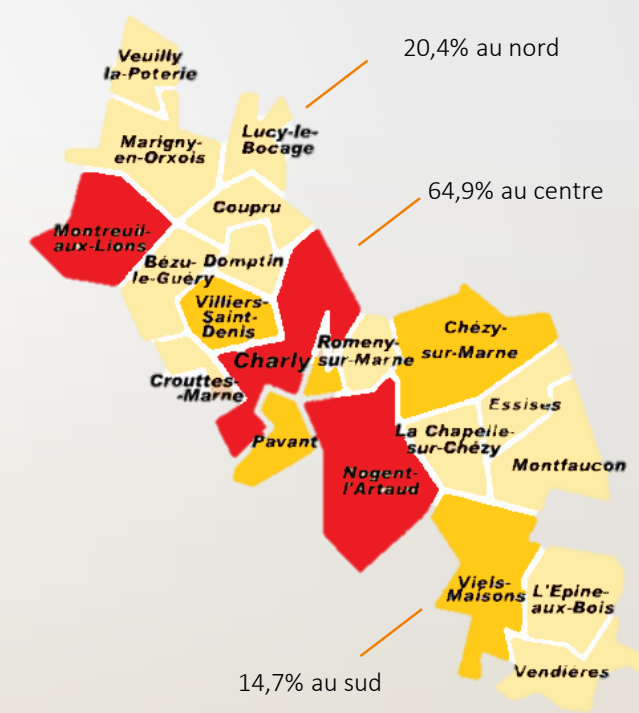 Veuilly
la-Poterie
20,4% au nord
Marigny-
en-Orxois
Lucy-le-
Bocage
64,9% au centre
Coupru
Montreuil-
aux-Lions
Bézu-
le-Guéry
Domptin
Villiers-
Saint-
Denis
Chézy-
sur-Marne
Romeny-
sur-Marne
Charly
Crouttes-
-Marne
Essises
La Chapelle-
sur-Chézy
Pavant
Montfaucon
Nogent-
l'Artaud
Viels-
Maisons
L'Epine-
aux-Bois
Vendières
14,7% au sud